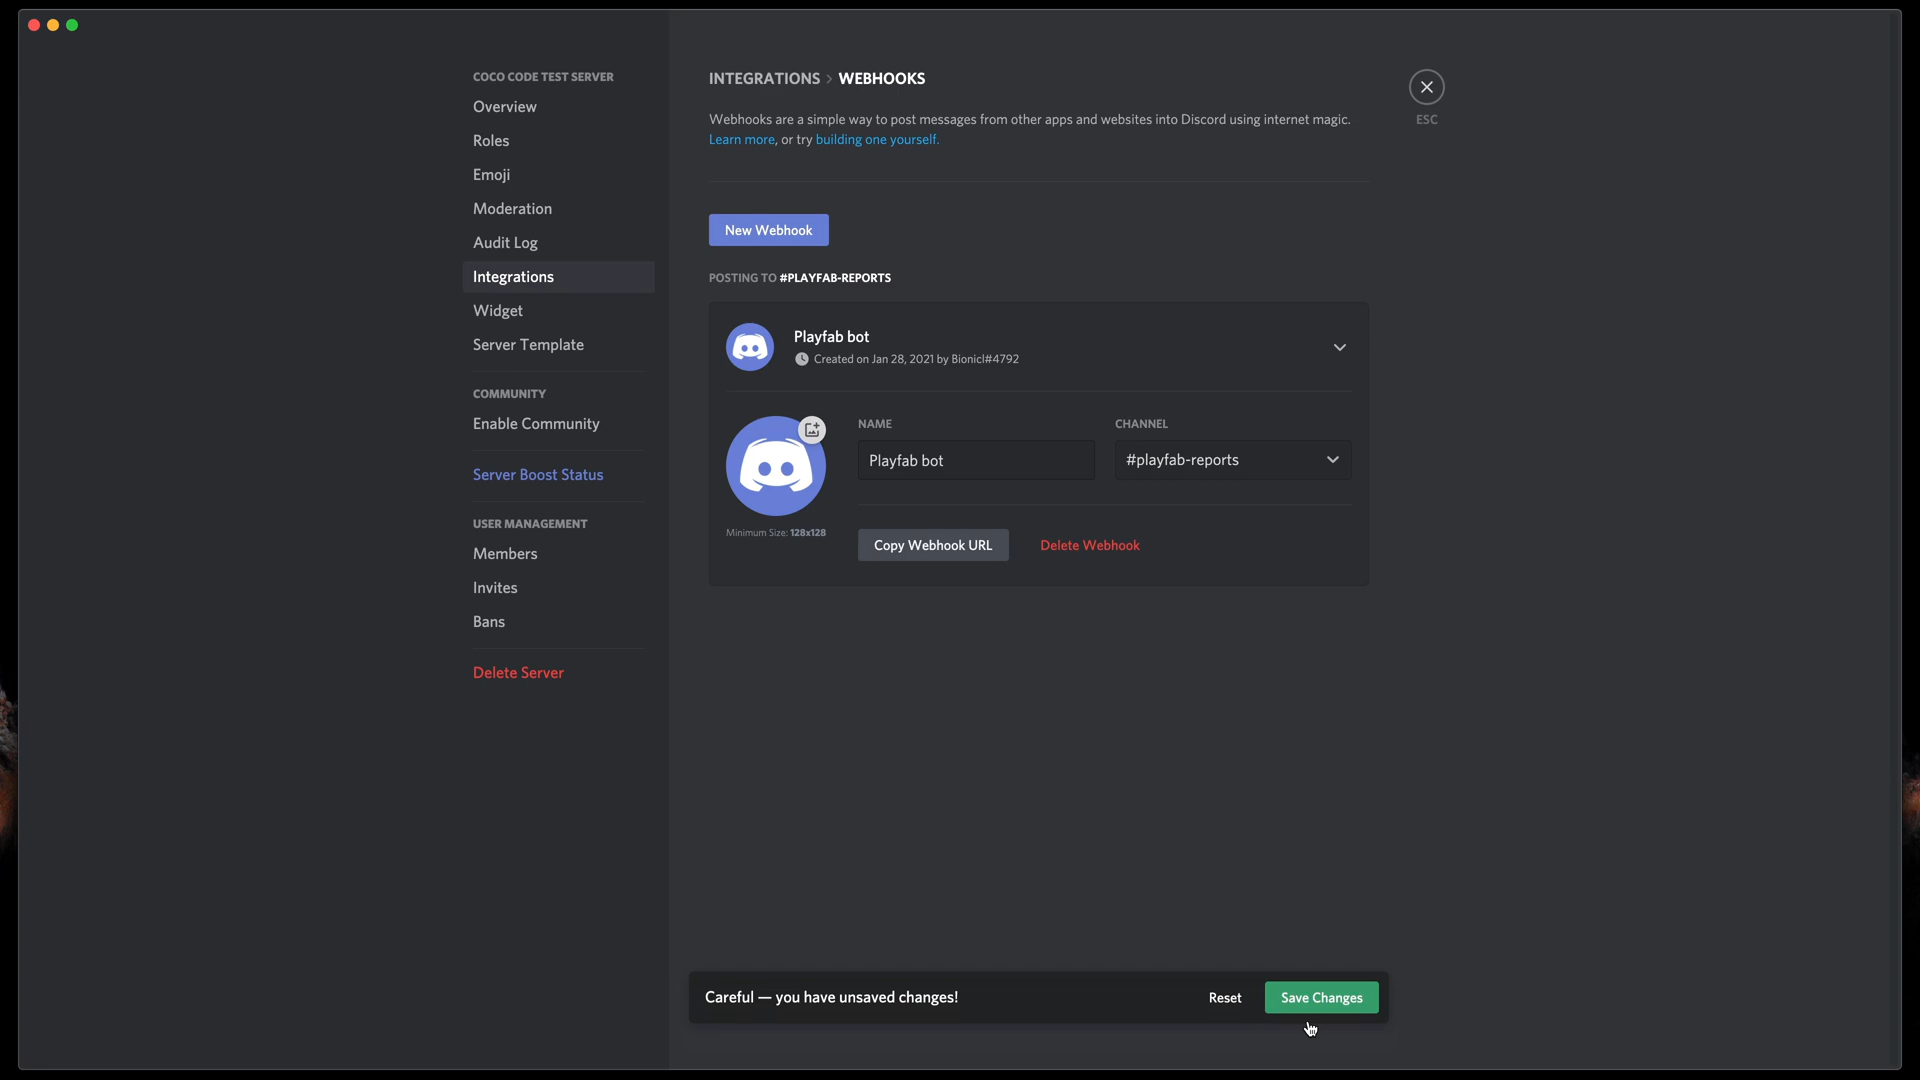 COCO CODE TEST SERVER
Overview
Roles
Emoji
Moderation
Audit Log
Integrations
Widget
Server Template
COMMUNITY
Enable Community
Server Boost Status
USER MANAGEMENT
Members
Invites
Bans
Delete Server
INTEGRATIONS > WEBHOOKS
Webhooks are a simple way to post messages from other apps and websites into Discord using internet magic.
Learn more, or try building one yourself.
ESC
New Webhook
POSTING TO #PLAYFAB-REPORTS
Playfab bot
Created on Jan 28, 2021 by Bionicl#4792
NAME
CHANNEL
Playfab bot
#playfab-reports
Minimum Size: 128x128
Copy Webhook URL
Delete Webhook
Careful — you have unsaved changes!
Reset
Save Changes